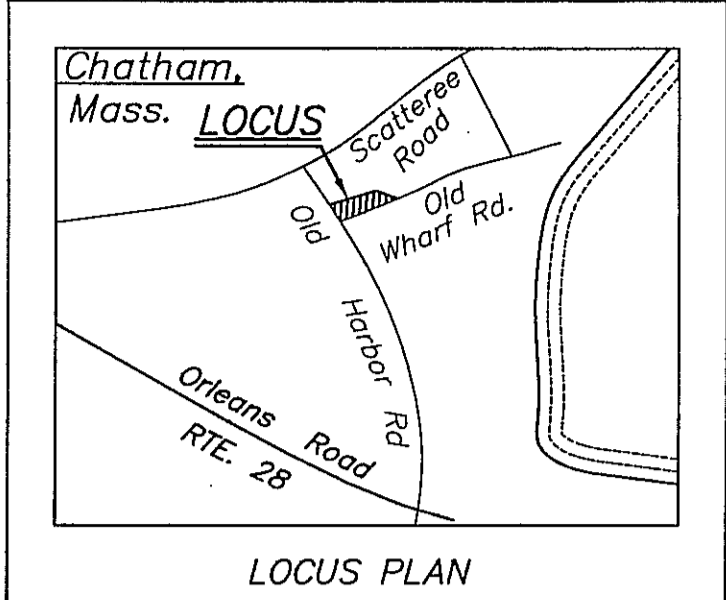 Chatham,
Mass.
LOCUS
Scatteree
Road
Old
Wharf Rd.
Old
Harbor Rd
Orleans Road
RTE. 28
LOCUS PLAN